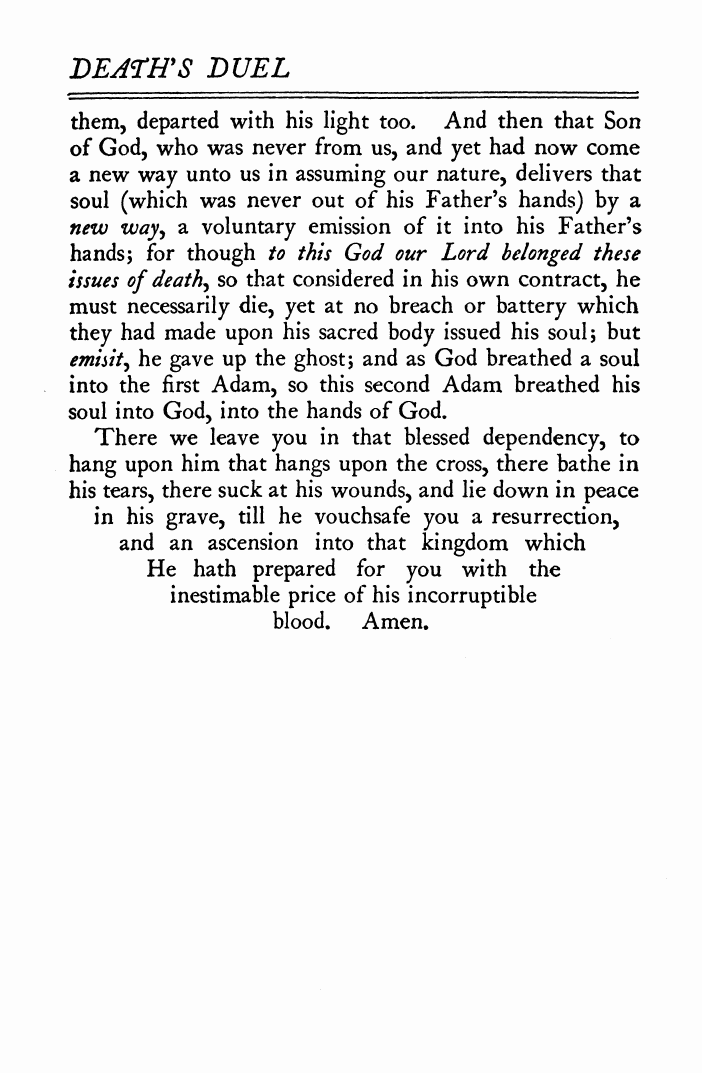 DEATH'S DUEL
them, departed with his light too. And then that Son
of God, who was never from us, and yet had now come
a new way unto us in assuming our nature, delivers that
soul (which was never out of his Father's hands) by a
new way, a voluntary emission of it into his Father's
hands; for though to this God our Lord belonged these
issues of death, so that considered in his own contract, he
must necessarily die, yet at no breach or battery which
they had made upon his sacred body issued his soul; but
emisit, he gave up the ghost; and as God breathed a soul
into the first Adam, so this second Adam breathed his
soul into God, into the hands of God.
There we leave you in that blessed dependency, to
hang upon him that hangs upon the cross, there bathe in
his tears, there suck at his wounds, and lie down in peace
in his grave, till he vouchsafe you a resurrection,
and an ascension into that kingdom which
He hath prepared for you with the
inestimable price of his incorruptible
blood. Amen.